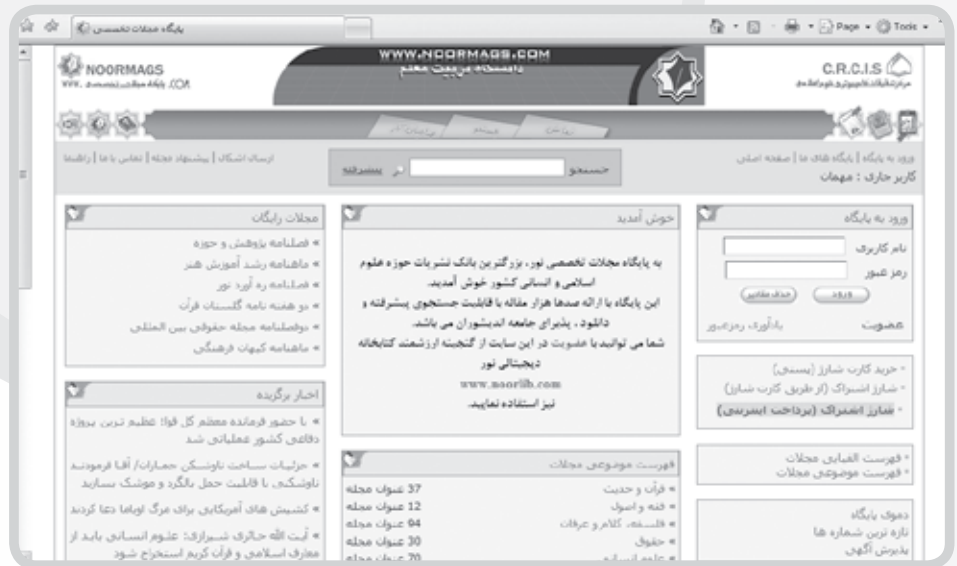 پایگاه مجلات تخصصی
Page
Tools
NOORMAGS
WWW.NOORMAGS.COM
دانشگاه تربیت معلم
C.R.C.I.S
ورود به پایگاه | پایگاه های ما | صفحه اصلی
کاربر جاری : مهمان
جستجو
پیشرفته
ارسال اشکال | پیشنهاد مجله | تماس با ما | راهنما
ورود به پایگاه
نام کاربری
رمز عبور
ورود
حذف مقادیر
عضویت
یادآوری رمزعبور
خرید کارت شارژ (پستی)
شارژ اشتراک (از طریق کارت شارژ)
شارژ اشتراک (پرداخت اینترنتی)
فهرست الفبایی مجلات
فهرست موضوعی مجلات
دموی پایگاه
تازه ترین شماره ها
پذیرش آگهی
خوش آمدید
به پایگاه مجلات تخصصی نور، بزرگترین بانک نشریات حوزه علوم
اسلامی و انسانی کشور خوش آمدید.
این پایگاه با ارائه صدها هزار مقاله با قابلیت جستجوی پیشرفته و
دانلود ، پذیرای جامعه اندیشوران می باشد.
شما می توانید با عضویت در این سایت از گنجینه ارزشمند کتابخانه
دیجیتالی نور
www.noorlib.com
نیز استفاده نمایید.
فهرست موضوعی مجلات
» قرآن و حدیث 37 عنوان مجله
» فقه و اصول 12 عنوان مجله
» فلسفه، کلام و عرفان 94 عنوان مجله
» حقوق 30 عنوان مجله
» علوم انسانی 70 عنوان مجله
مجلات رایگان
» فصلنامه پژوهش و حوزه
» ماهنامه رشد آموزش هنر
» فصلنامه ره آورد نور
» دو هفته نامه گلستان قرآن
» دوفصلنامه مجله حقوقی بین المللی
» ماهنامه کیهان فرهنگی
اخبار برگزیده
» با حضور فرمانده معظم کل قوا؛ عظیم ترین پروژه
دفاعی کشور عملیاتی شد
» جزئیات ساخت ناوشکن جماران/ آقا فرمودند
ناوشکنی با قابلیت حمل بالگرد و موشک بسازید
» کشیش های آمریکایی برای مرگ اوباما دعا کردند
» آیت الله حائری شیرازی: علوم انسانی باید از
معارف اسلامی و قرآن کریم استخراج شود